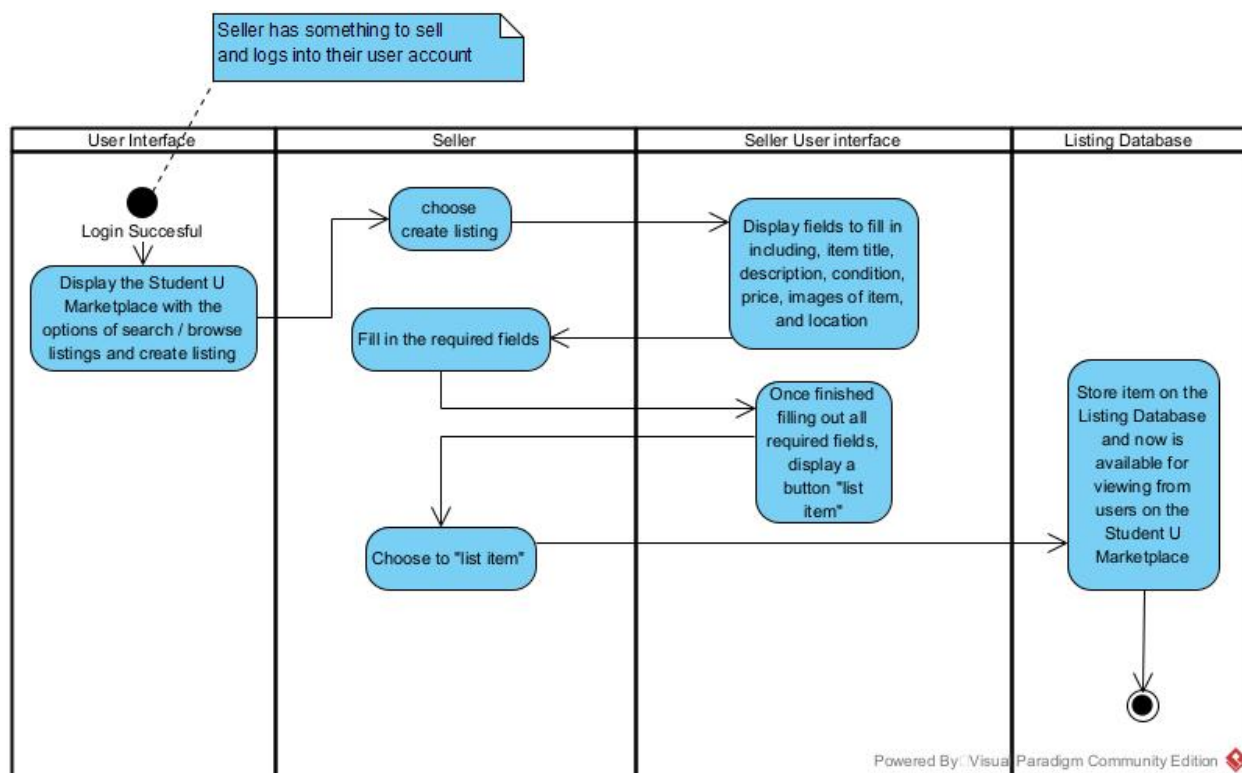 Seller has something to sell
and logs into their user account
User Interface
Seller
Seller User interface
Listing Database
Login Succesful
Display the Student U
Marketplace with the
options of search / browse
listings and create listing
choose
create listing
Display fields to fill in
including, item title,
description, condition,
price, images of item,
and location
Fill in the required fields
Once finished
filling out all
required fields,
display a
button "list
item"
Choose to "list item"
Store item on the
Listing Database
and now is
available for
viewing from
users on the
Student U
Marketplace
Powered By Visual Paradigm Community Edition